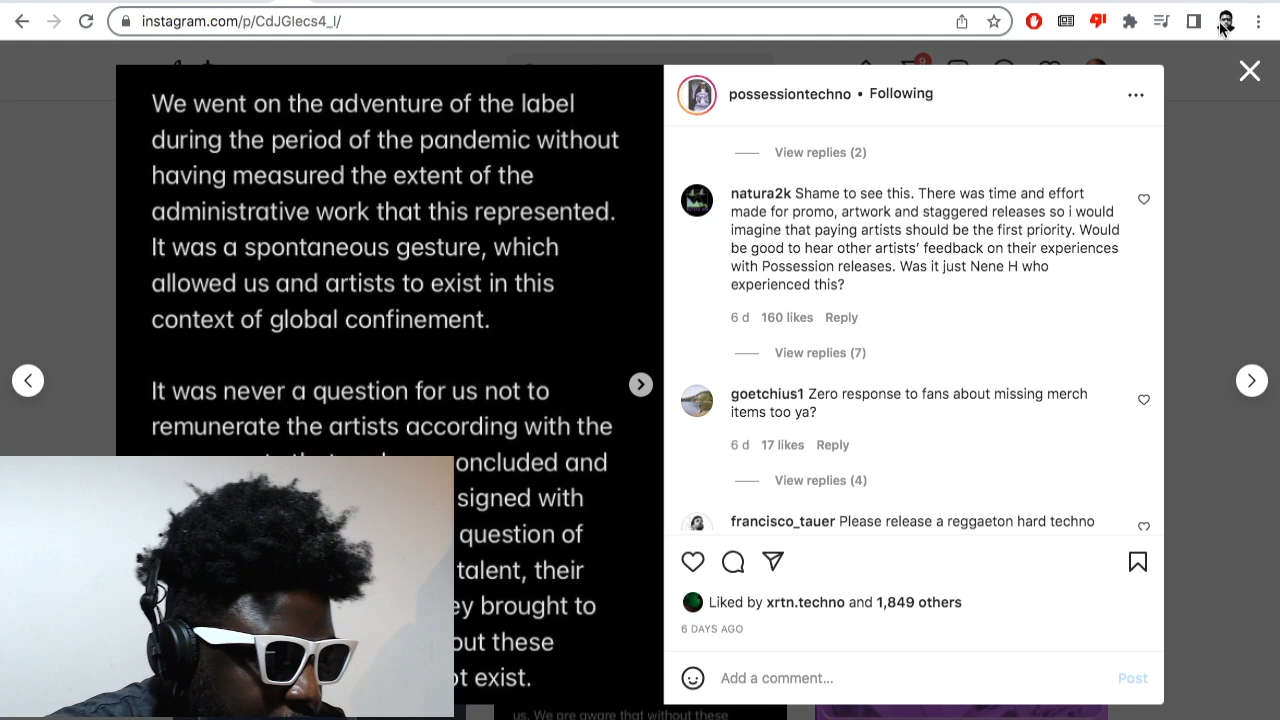 instagram.com/p/CdJGlecs4_l/
9
We went on the adventure of the label
during the period of the pandemic without
having measured the extent of the
administrative work that this represented.
It was a spontaneous gesture, which
allowed us and artists to exist in this
context of global confinement.
It was never a question for us not to
remunerate the artists according with the
oncluded and
signed with
question of
talent, their
ey brought to
out these
ot exist.
us. We are aware that without these
possessiontechno • Following
View replies (2)
natura2k Shame to see this. There was time and effort
made for promo, artwork and staggered releases so i would
imagine that paying artists should be the first priority. Would
be good to hear other artists' feedback on their experiences
with Possession releases. Was it just Nene H who
experienced this?
6 d 160 likes Reply
View replies (7)
goetchius1 Zero response to fans about missing merch
items too ya?
6 d 17 likes Reply
View replies (4)
francisco_tauer Please release a reggaeton hard techno
Liked by xrtn.techno and 1,849 others
6 DAYS AGO
Add a comment...
Post